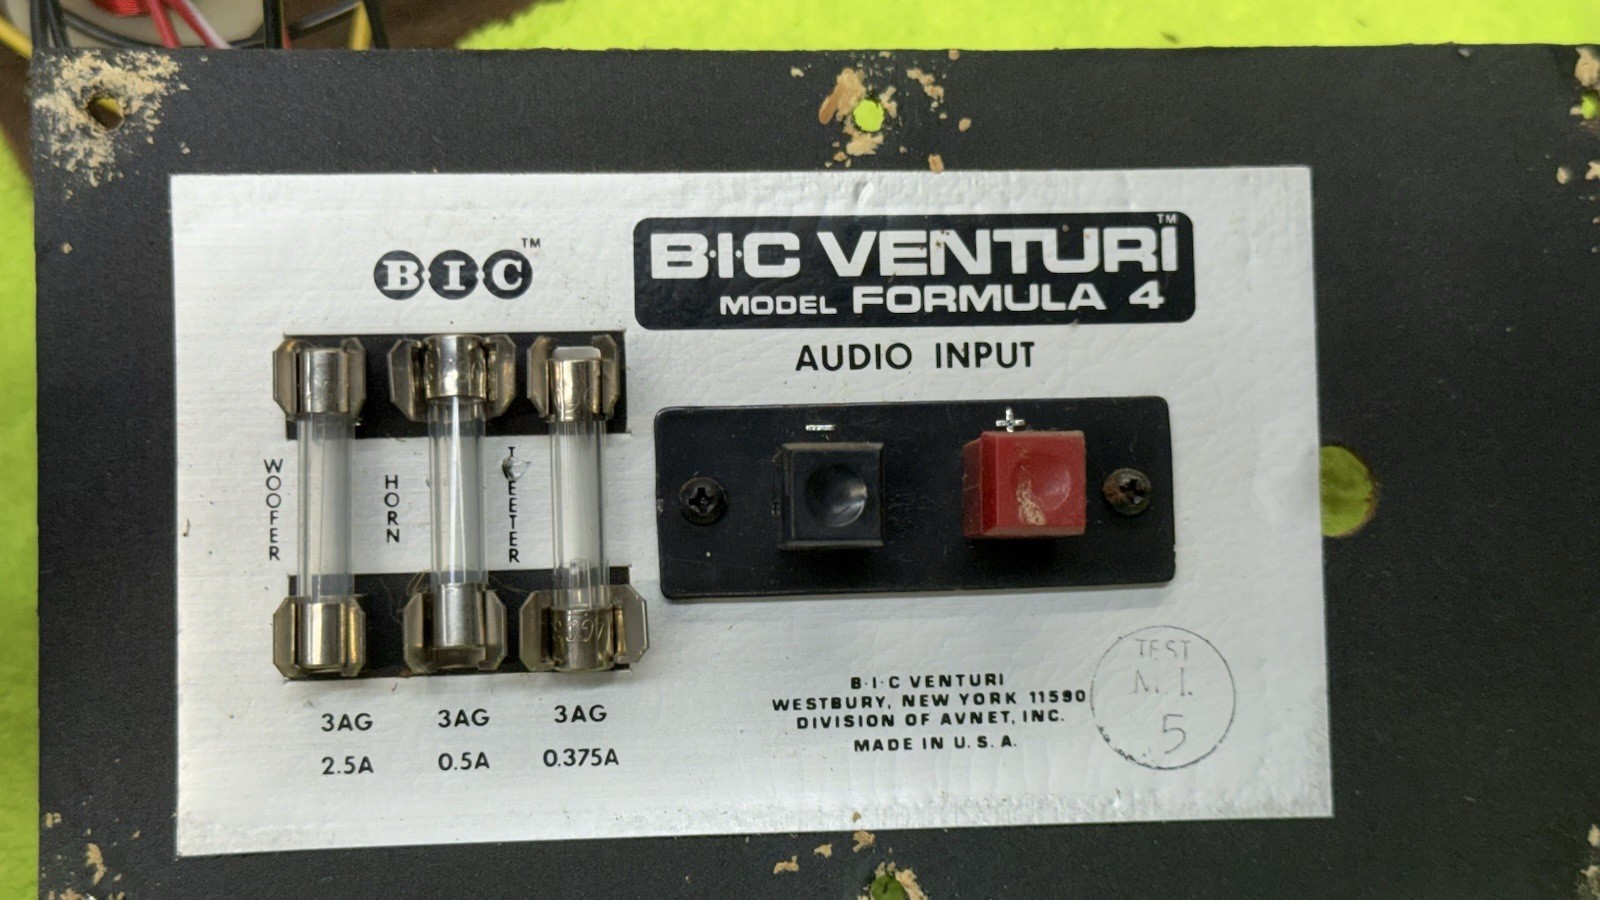 B·I·C™
B·I·C VENTURI™
MODEL FORMULA 4
AUDIO INPUT
- +
WOOFER
HORN
TWEETER
3AG 3AG 3AG
2.5A 0.5A 0.375A
B·I·C VENTURI
WESTBURY, NEW YORK 11590
DIVISION OF AVNET, INC.
MADE IN U.S.A.
TEST
5